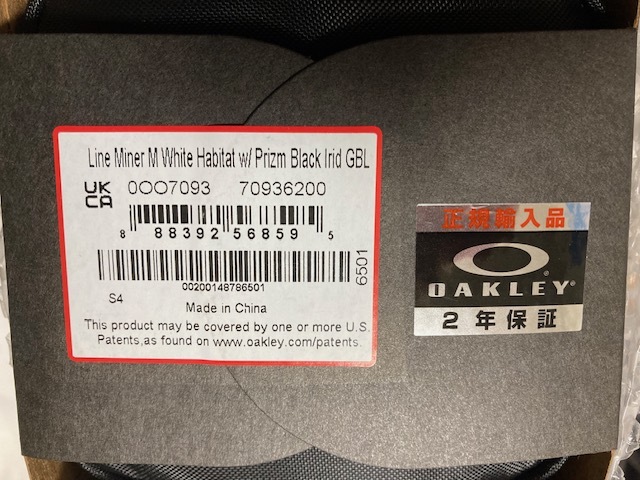 Line Miner M White Habitat w/ Prizm Black Irid GBL
UK
CA
OOO7093 70936200
8 88392 56859 5
6501
00200148786501
S4
Made in China
This product may be covered by one or more U.S.
Patents,as found on www.oakley.com/patents.
正規輸入品
OAKLEY®
2年保証